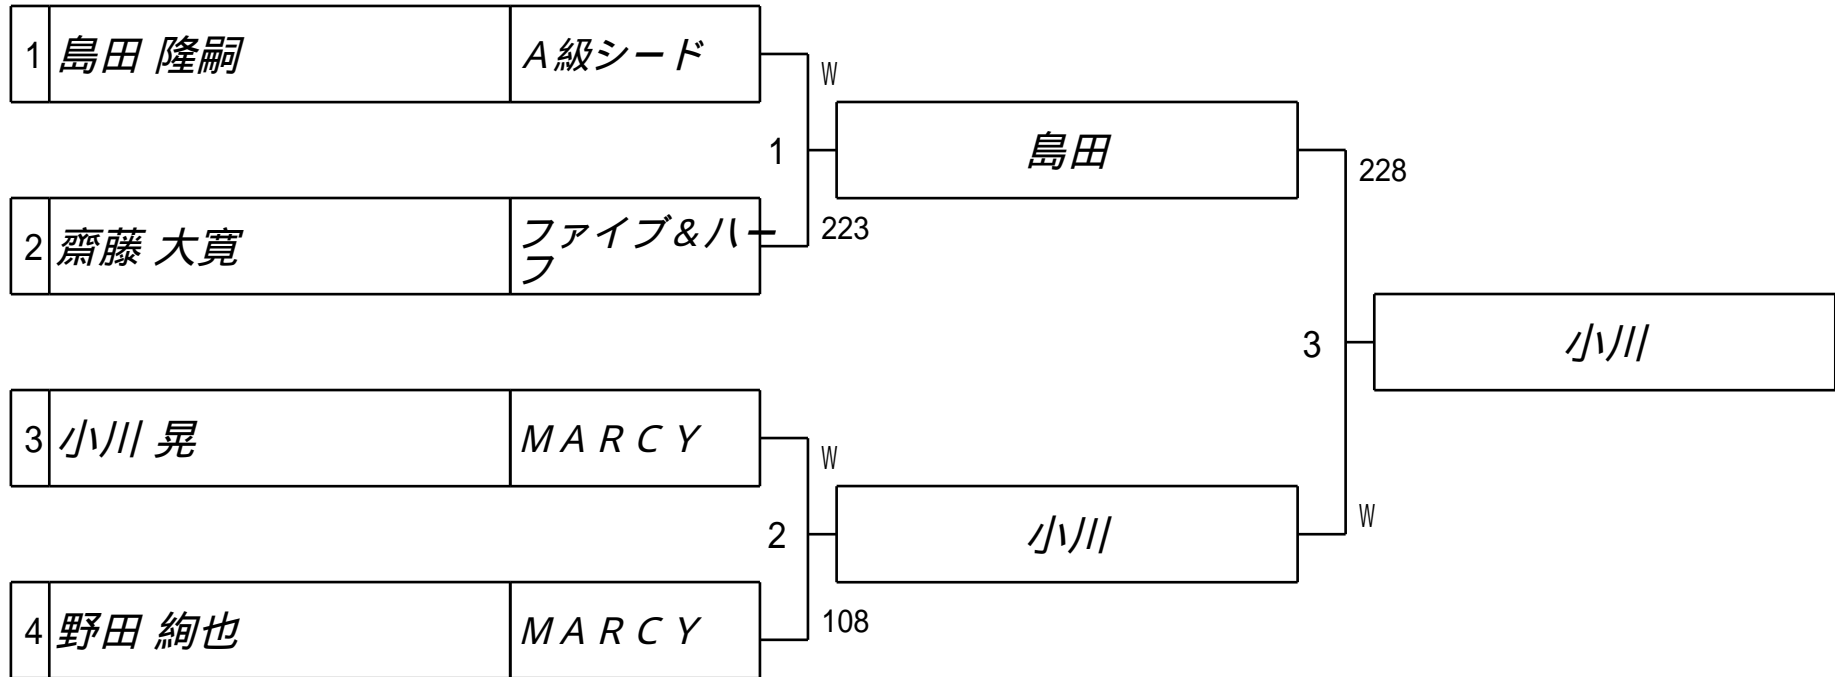 1 島田 隆嗣 A級シード
W
1 島田
228
2 齋藤 大寛 ファイブ&ハーフ
223
3 小川
3 小川 晃 MARCY
W
2 小川
W
4 野田 絢也 MARCY
108